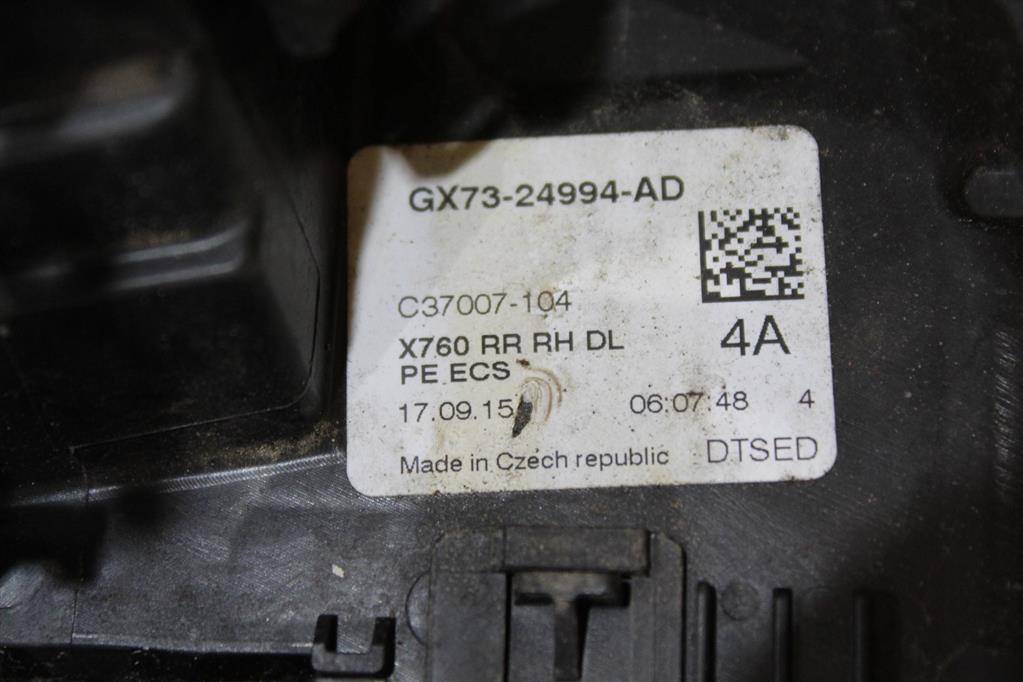 GX73-24994-AD
C37007-104
X760 RR RH DL
4A
PE ECS
17.09.15 06:07:48 4
Made in Czech republic DTSED